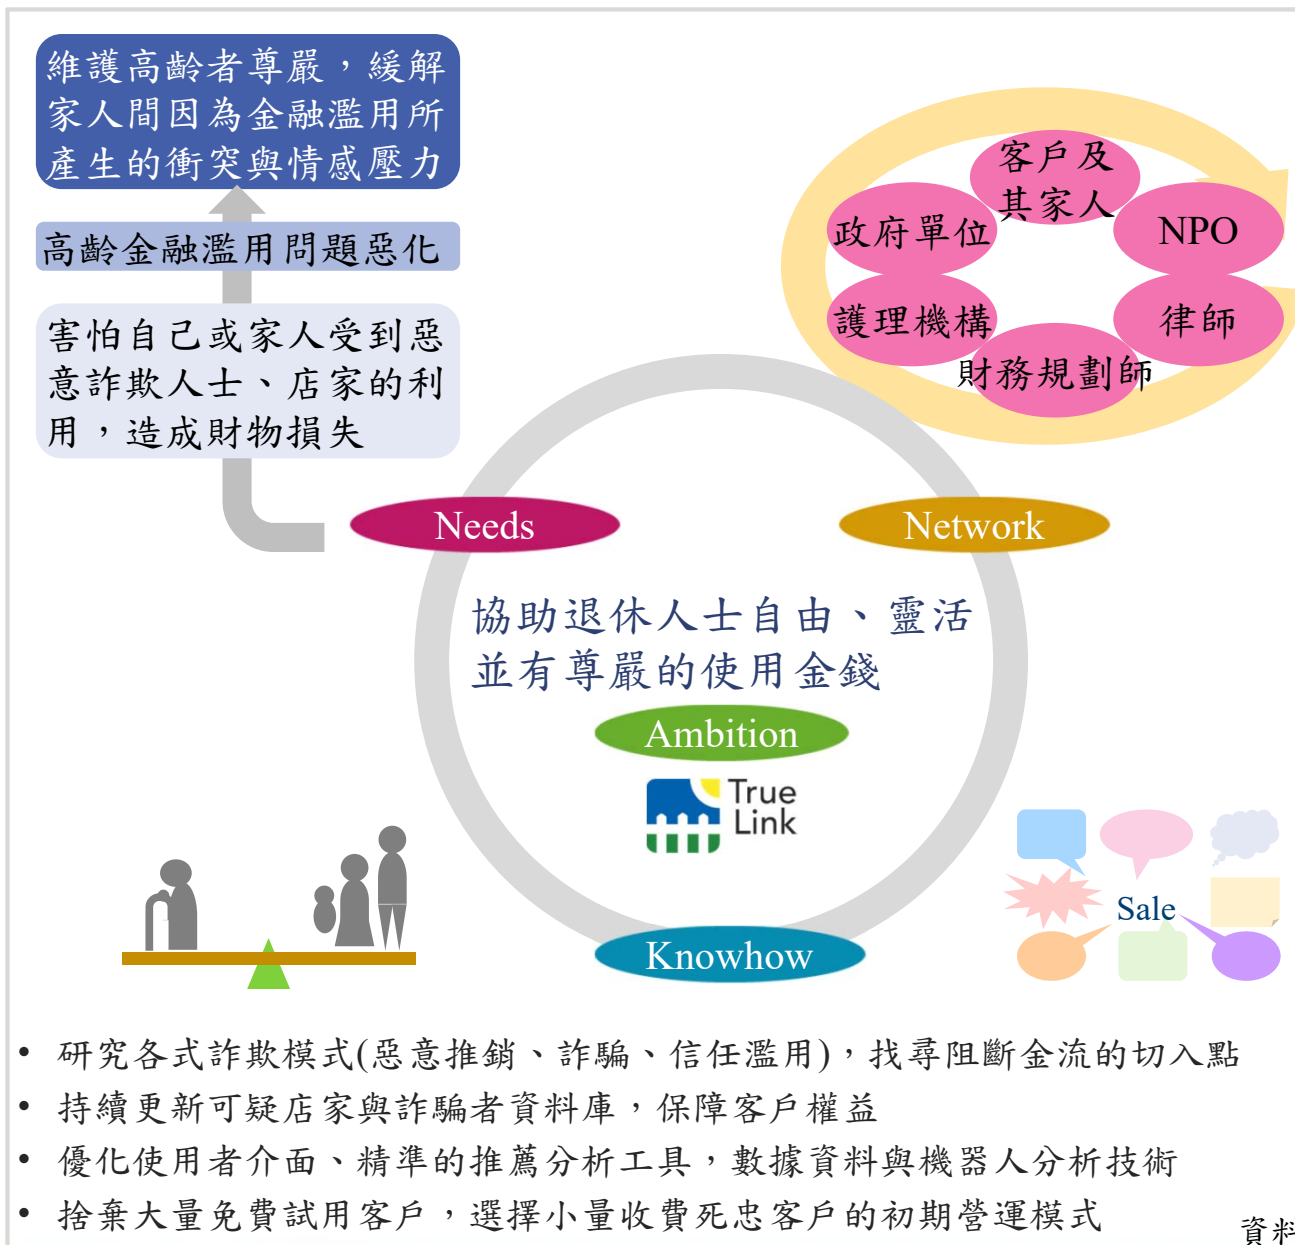 維護高齡者尊嚴，緩解
家人間因為金融濫用所
產生的衝突與情感壓力
高齡金融濫用問題惡化
害怕自己或家人受到惡
意詐欺人士、店家的利
用，造成財物損失
客戶及
其家人
政府單位
NPO
護理機構
律師
財務規劃師
Needs
Network
協助退休人士自由、靈活
並有尊嚴的使用金錢
Ambition
True
Link
Sale
Knowhow
• 研究各式詐欺模式(惡意推銷、詐騙、信任濫用)，找尋阻斷金流的切入點
• 持續更新可疑店家與詐騙者資料庫，保障客戶權益
• 優化使用者介面、精準的推薦分析工具，數據資料與機器人分析技術
• 捨棄大量免費試用客戶，選擇小量收費死忠客戶的初期營運模式
資料